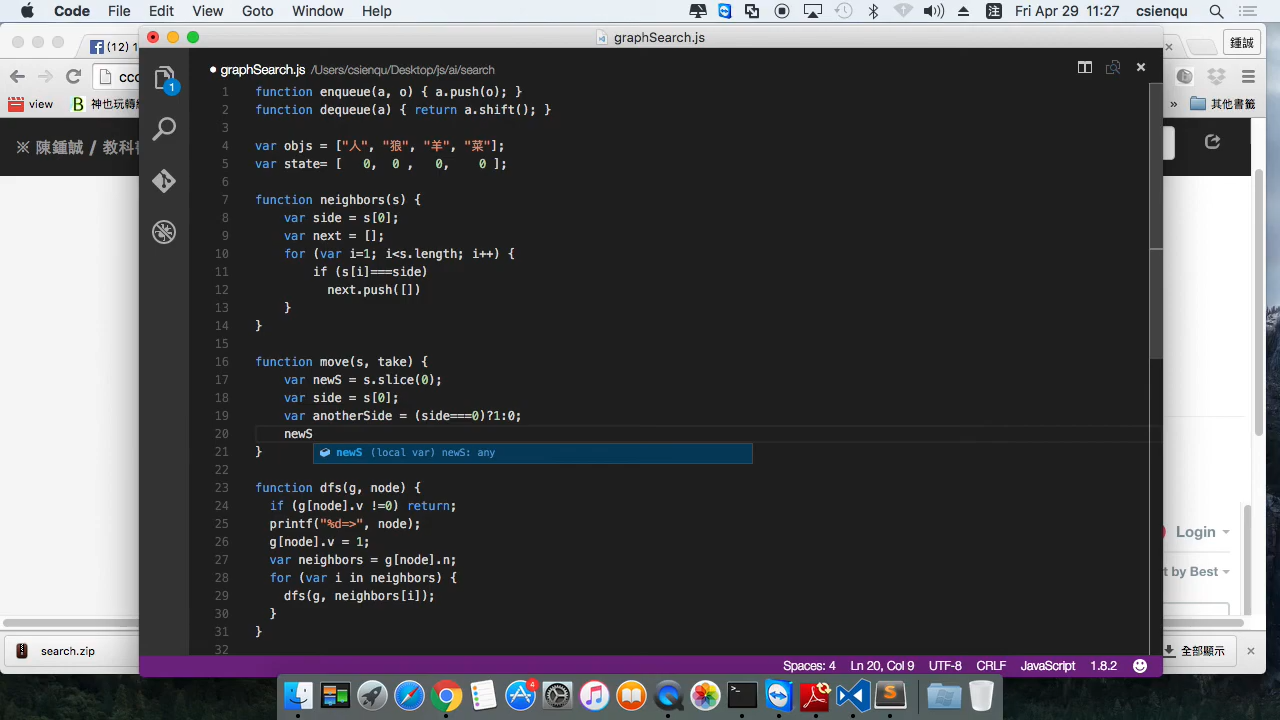 Code File Edit View Goto Window Help
注 Fri Apr 29 11:27 csienqu
graphSearch.js
(12) 1
鍾誠
view
神也玩轉
» 其他書籤
※ 陳鍾誠 / 教科
Login
t by Best
1
graphSearch.js /Users/csienqu/Desktop/js/ai/search
1 function enqueue(a, o) { a.push(o); }
2 function dequeue(a) { return a.shift(); }
3
4 var objs = ["人", "狼", "羊", "菜"];
5 var state= [   0,  0 ,   0,    0 ];
6
7 function neighbors(s) {
8     var side = s[0];
9     var next = [];
10     for (var i=1; i<s.length; i++) {
11         if (s[i]===side)
12           next.push([])
13     }
14 }
15
16 function move(s, take) {
17     var newS = s.slice(0);
18     var side = s[0];
19     var anotherSide = (side===0)?1:0;
20     newS
newS (local var) newS: any
21 }
22
23 function dfs(g, node) {
24   if (g[node].v !=0) return;
25   printf("%d=>", node);
26   g[node].v = 1;
27   var neighbors = g[node].n;
28   for (var i in neighbors) {
29     dfs(g, neighbors[i]);
30   }
31 }
32
search.zip
全部顯示
Spaces: 4 Ln 20, Col 9 UTF-8 CRLF JavaScript 1.8.2
4